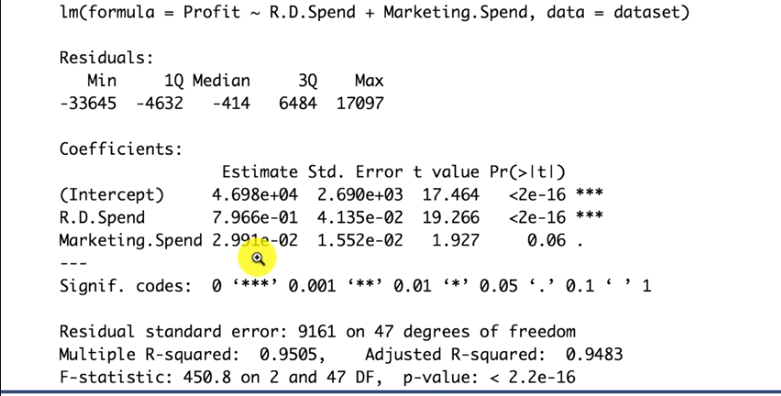 lm(formula = Profit ~ R.D.Spend + Marketing.Spend, data = dataset)
Residuals:
Min 1Q Median 3Q Max
-33645 -4632 -414 6484 17097
Coefficients:
Estimate Std. Error t value Pr(>|t|)
(Intercept) 4.698e+04 2.690e+03 17.464 <2e-16 ***
R.D.Spend 7.966e-01 4.135e-02 19.266 <2e-16 ***
Marketing.Spend 2.991e-02 1.552e-02 1.927 0.06 .
---
Signif. codes: 0 ‘***’ 0.001 ‘**’ 0.01 ‘*’ 0.05 ‘.’ 0.1 ‘ ’ 1
Residual standard error: 9161 on 47 degrees of freedom
Multiple R-squared: 0.9505, Adjusted R-squared: 0.9483
F-statistic: 450.8 on 2 and 47 DF, p-value: < 2.2e-16